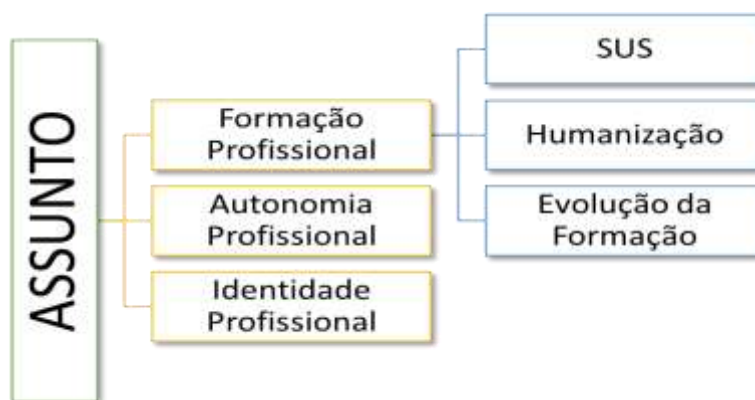 ASSUNTO
Formação
Profissional
Autonomia
Profissional
Identidade
Profissional
SUS
Humanização
Evolução da
Formação